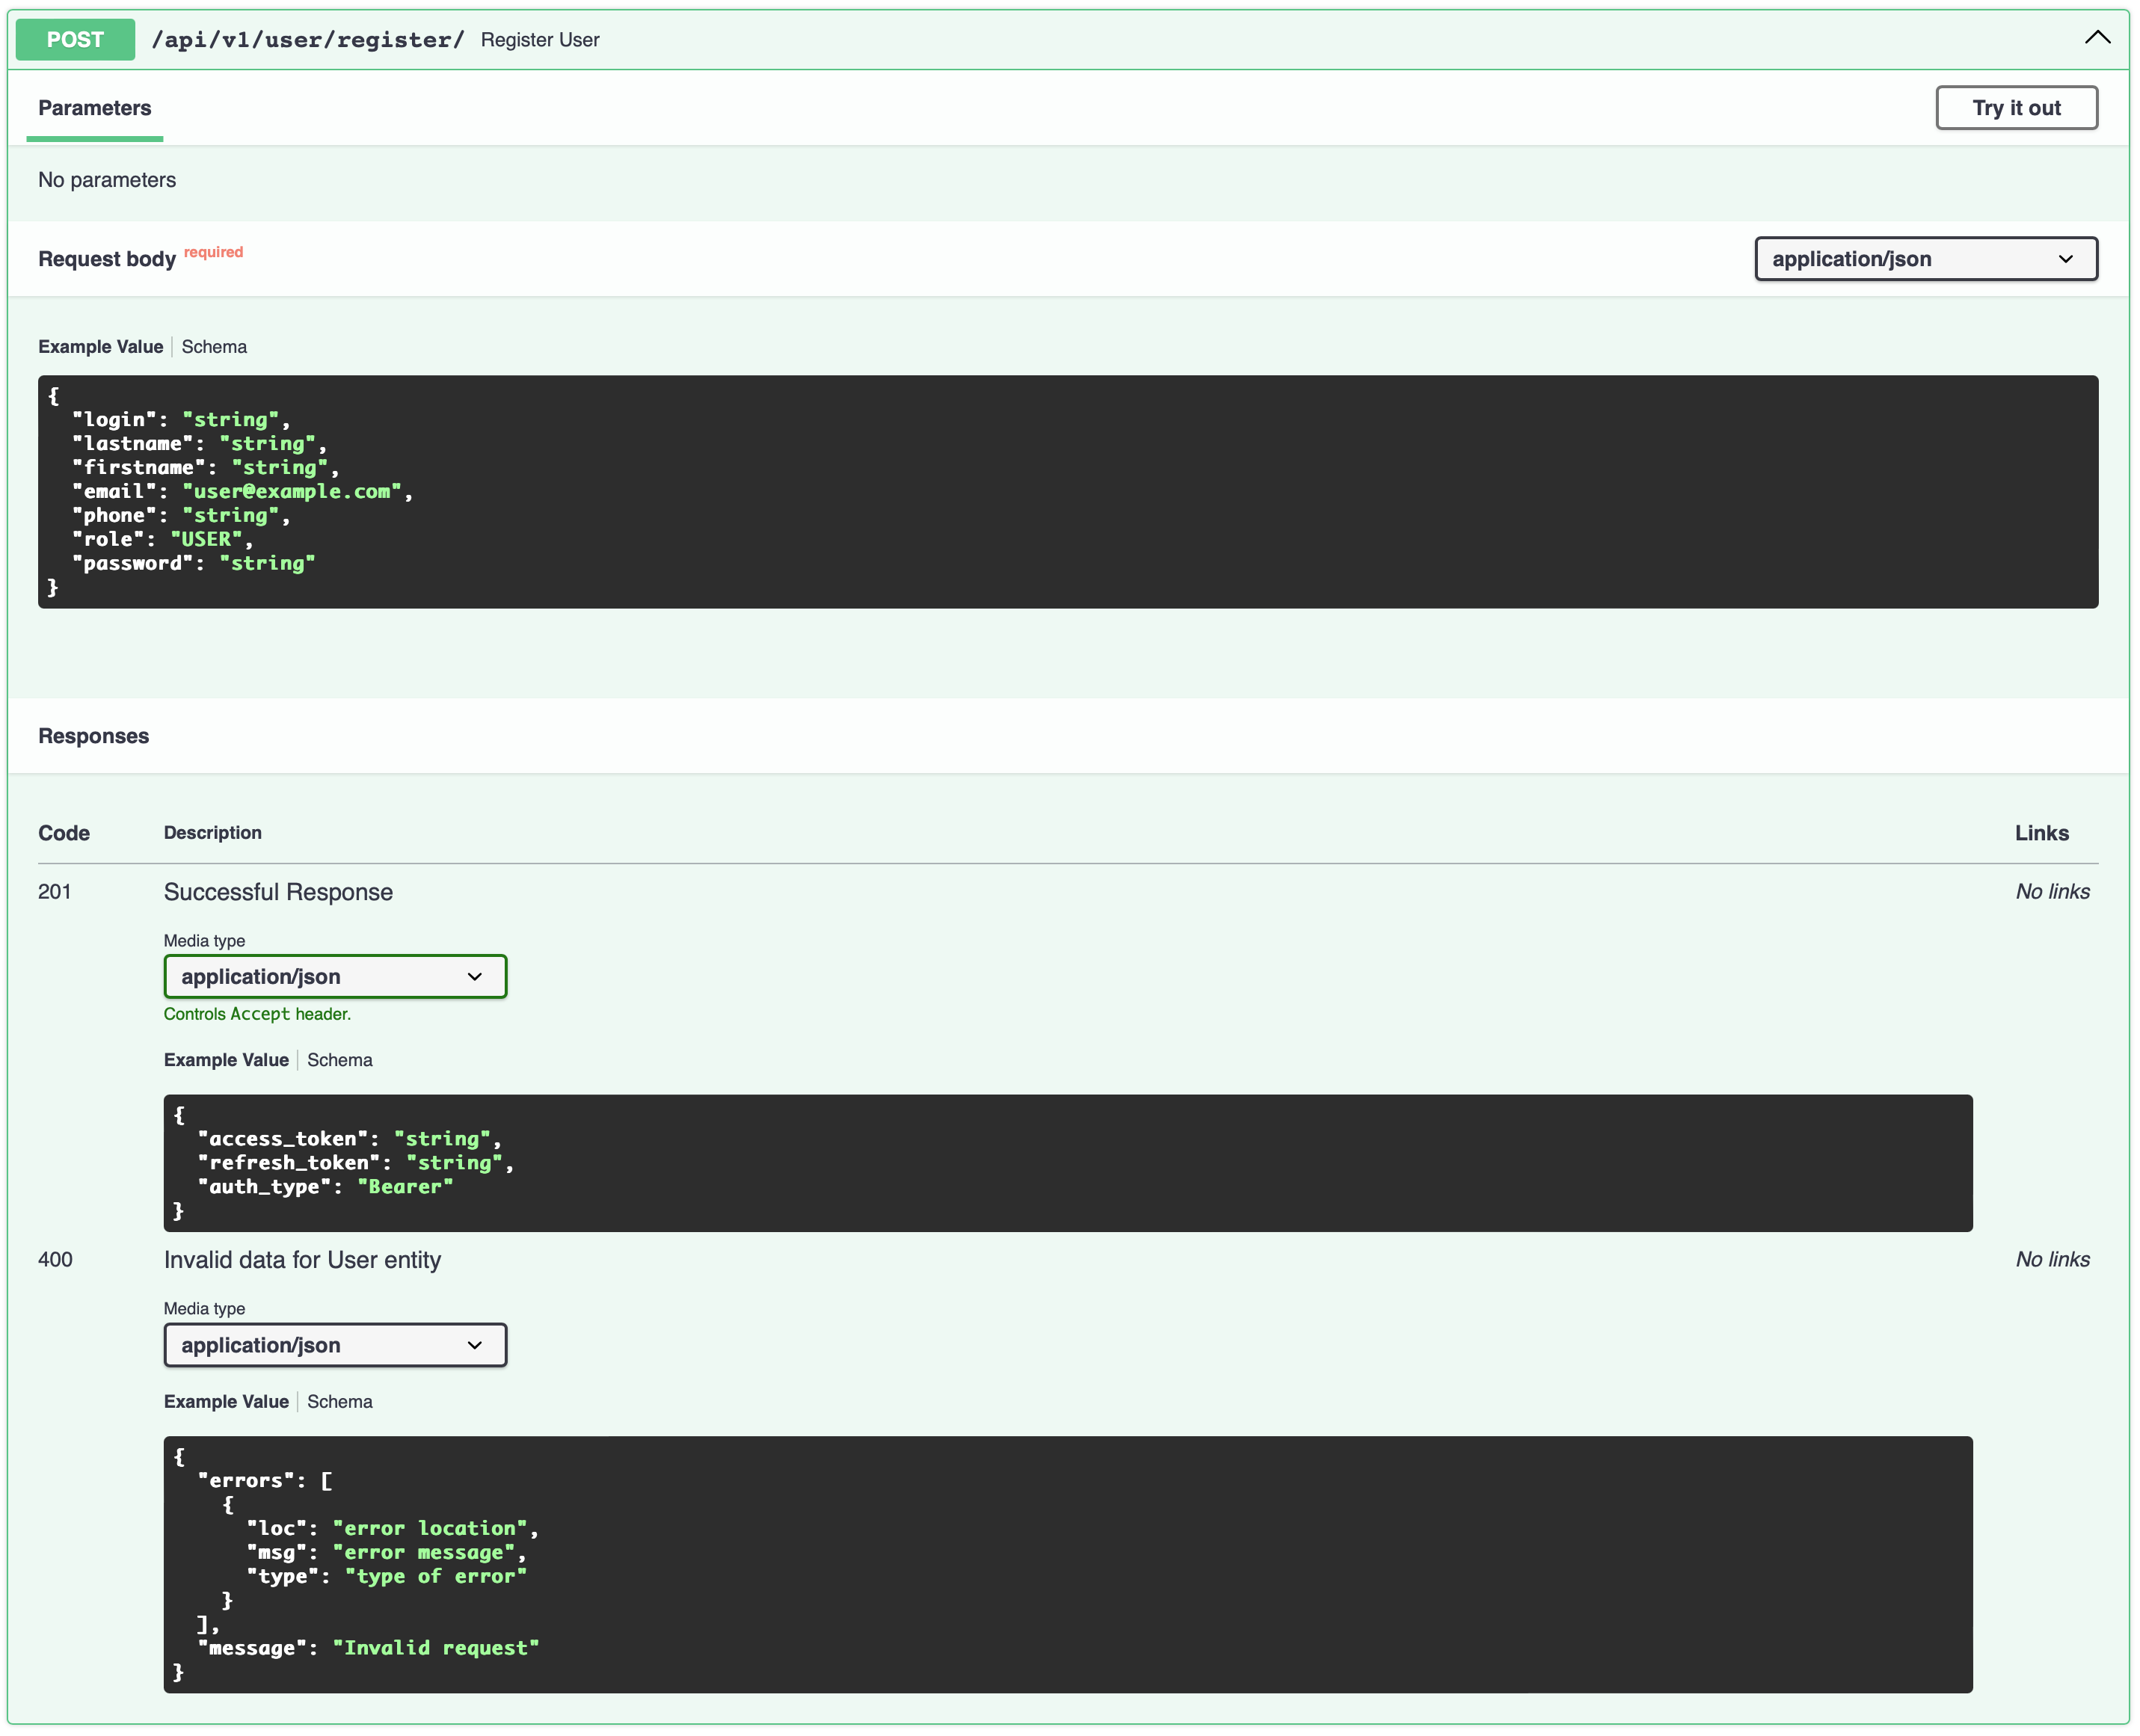 POST /api/v1/user/register/ Register User
Parameters
Try it out
No parameters
Request body required
application/json
Example Value Schema
{
  "login": "string",
  "lastname": "string",
  "firstname": "string",
  "email": "user@example.com",
  "phone": "string",
  "role": "USER",
  "password": "string"
}
Responses
Code Description Links
201 Successful Response No links
Media type
application/json
Controls Accept header.
Example Value Schema
{
  "access_token": "string",
  "refresh_token": "string",
  "auth_type": "Bearer"
}
400 Invalid data for User entity No links
Media type
application/json
Example Value Schema
{
  "errors": [
    {
      "loc": "error location",
      "msg": "error message",
      "type": "type of error"
    }
  ],
  "message": "Invalid request"
}